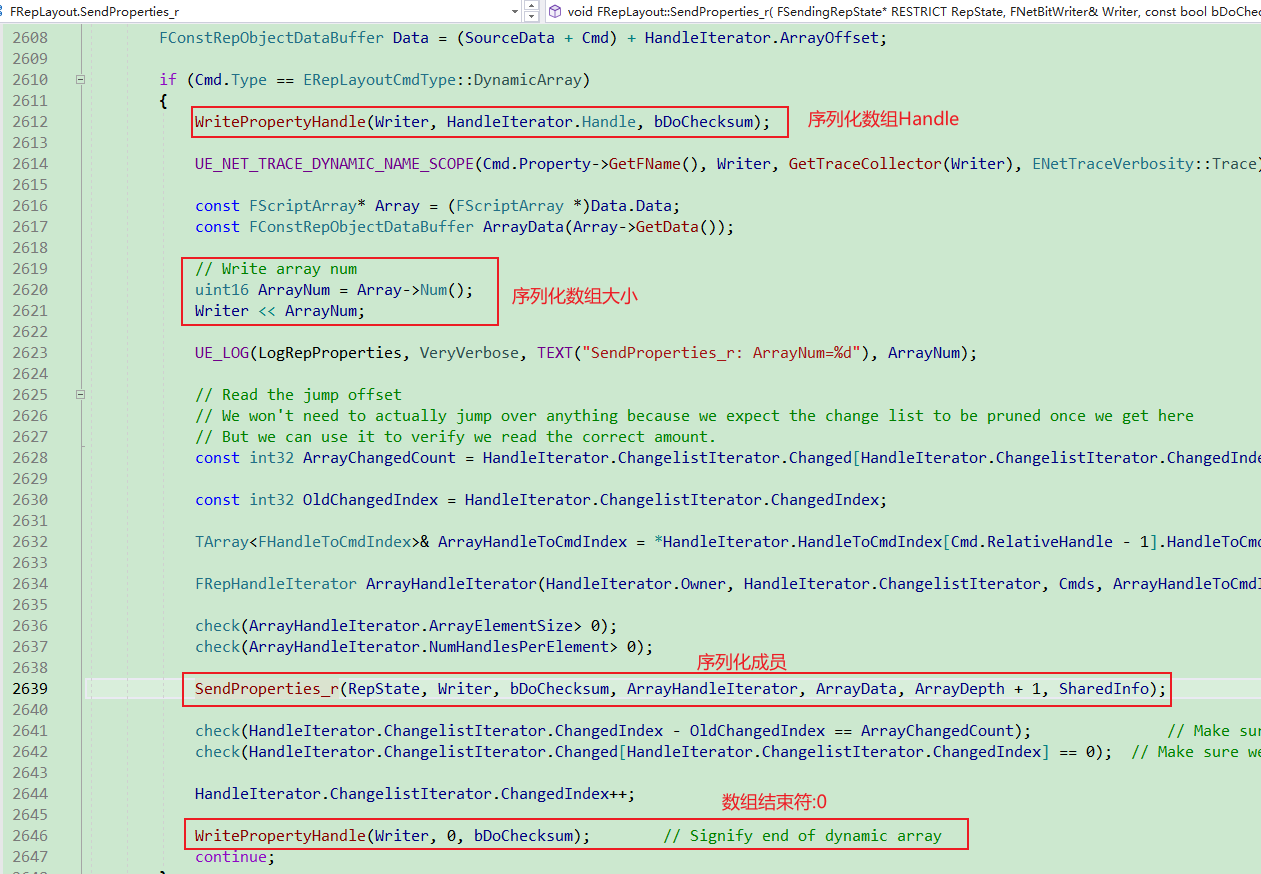 FRepLayout.SendProperties_r void FRepLayout::SendProperties_r( FSendingRepState* RESTRICT RepState, FNetBitWriter& Writer, const bool bDoChec
2608 FConstRepObjectDataBuffer Data = (SourceData + Cmd) + HandleIterator.ArrayOffset;
2609
2610 if (Cmd.Type == ERepLayoutCmdType::DynamicArray)
2611 {
2612 WritePropertyHandle(Writer, HandleIterator.Handle, bDoChecksum); 序列化数组Handle
2613
2614 UE_NET_TRACE_DYNAMIC_NAME_SCOPE(Cmd.Property->GetFName(), Writer, GetTraceCollector(Writer), ENetTraceVerbosity::Trace)
2615
2616 const FScriptArray* Array = (FScriptArray *)Data.Data;
2617 const FConstRepObjectDataBuffer ArrayData(Array->GetData());
2618
2619 // Write array num
2620 uint16 ArrayNum = Array->Num(); 序列化数组大小
2621 Writer << ArrayNum;
2622
2623 UE_LOG(LogRepProperties, VeryVerbose, TEXT("SendProperties_r: ArrayNum=%d"), ArrayNum);
2624
2625 // Read the jump offset
2626 // We won't need to actually jump over anything because we expect the change list to be pruned once we get here
2627 // But we can use it to verify we read the correct amount.
2628 const int32 ArrayChangedCount = HandleIterator.ChangelistIterator.Changed[HandleIterator.ChangelistIterator.ChangedInde
2629
2630 const int32 OldChangedIndex = HandleIterator.ChangelistIterator.ChangedIndex;
2631
2632 TArray<FHandleToCmdIndex>& ArrayHandleToCmdIndex = *HandleIterator.HandleToCmdIndex[Cmd.RelativeHandle - 1].HandleToCmd
2633
2634 FRepHandleIterator ArrayHandleIterator(HandleIterator.Owner, HandleIterator.ChangelistIterator, Cmds, ArrayHandleToCmdI
2635
2636 check(ArrayHandleIterator.ArrayElementSize> 0);
2637 check(ArrayHandleIterator.NumHandlesPerElement> 0);
2638 序列化成员
2639 SendProperties_r(RepState, Writer, bDoChecksum, ArrayHandleIterator, ArrayData, ArrayDepth + 1, SharedInfo);
2640
2641 check(HandleIterator.ChangelistIterator.ChangedIndex - OldChangedIndex == ArrayChangedCount); // Make sur
2642 check(HandleIterator.ChangelistIterator.Changed[HandleIterator.ChangelistIterator.ChangedIndex] == 0); // Make sure we
2643
2644 HandleIterator.ChangelistIterator.ChangedIndex++;
2645 数组结束符:0
2646 WritePropertyHandle(Writer, 0, bDoChecksum); // Signify end of dynamic array
2647 continue;